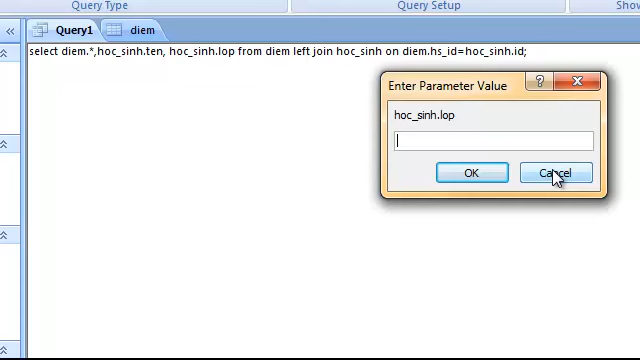 Query Type
Query Setup
Show
Query1
diem
select diem.*,hoc_sinh.ten, hoc_sinh.lop from diem left join hoc_sinh on diem.hs_id=hoc_sinh.id;
Enter Parameter Value
?
hoc_sinh.lop
OK
Cancel